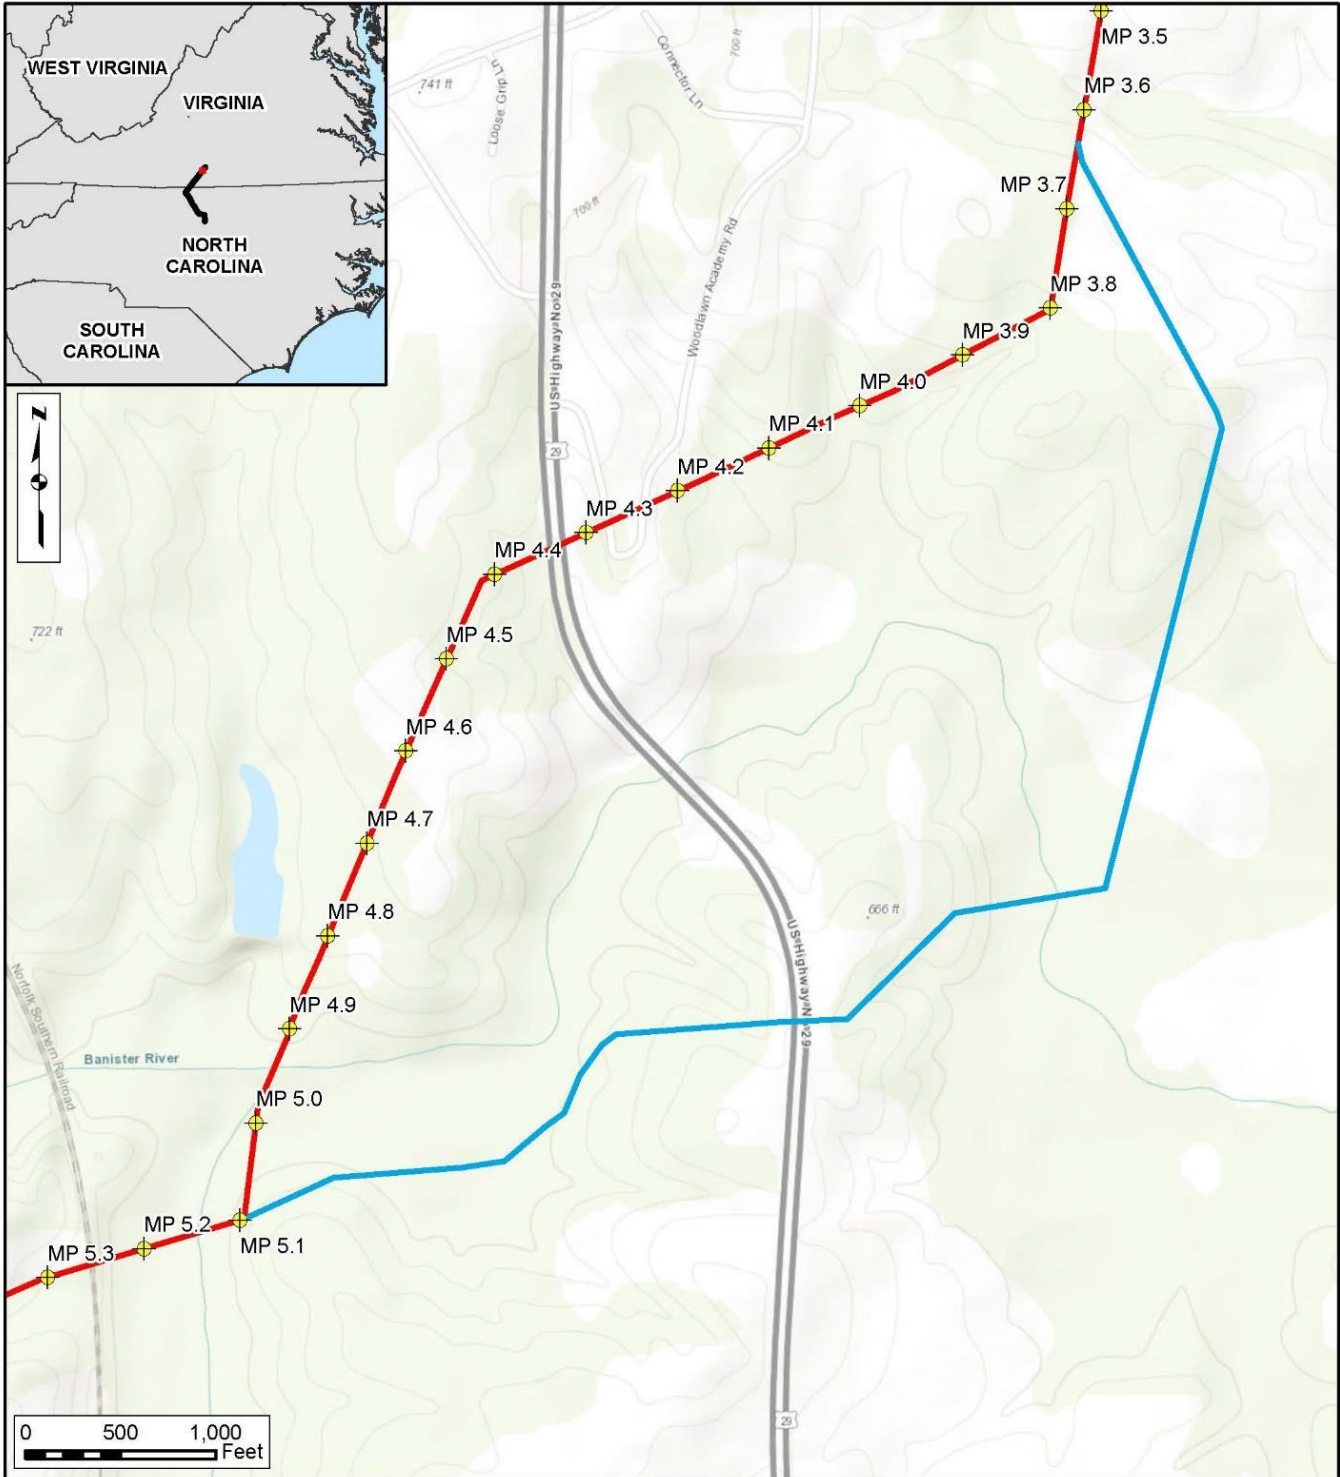 WEST VIRGINIA
VIRGINIA
NORTH
CAROLINA
SOUTH
CAROLINA
N
741 ft
Loose Grip Ln
Connector Ln
700 ft
700 ft
US Highway No 29
Woodlawn Academy Rd
29
MP 3.5
MP 3.6
MP 3.7
MP 3.8
MP 3.9
MP 4.0
MP 4.1
MP 4.2
MP 4.3
MP 4.4
MP 4.5
722 ft
MP 4.6
MP 4.7
MP 4.8
666 ft
US Highway No 29
MP 4.9
Norfolk Southern Railroad
Banister River
MP 5.0
MP 5.1
MP 5.2
MP 5.3
29
0 500 1,000
Feet